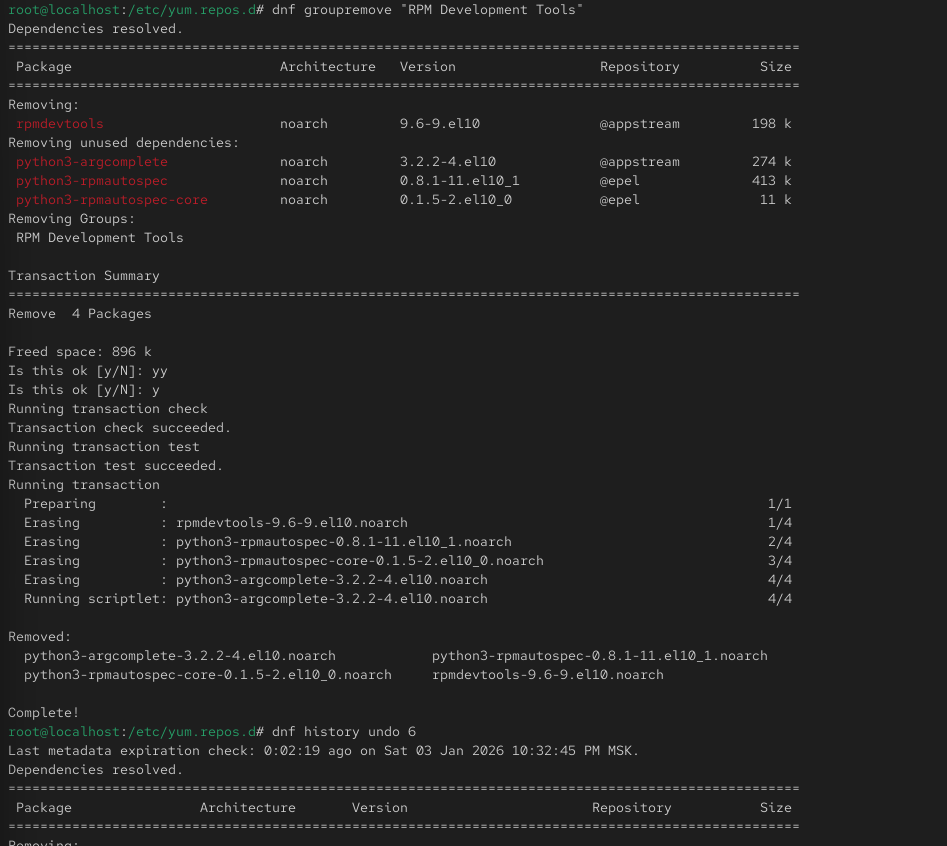 root@localhost:/etc/yum.repos.d# dnf groupremove "RPM Development Tools"
Dependencies resolved.
===================================================================================================
 Package                          Architecture   Version                  Repository          Size
===================================================================================================
Removing:
 rpmdevtools                      noarch         9.6-9.el10               @appstream         198 k
Removing unused dependencies:
 python3-argcomplete              noarch         3.2.2-4.el10             @appstream         274 k
 python3-rpmautospec              noarch         0.8.1-11.el10_1          @epel              413 k
 python3-rpmautospec-core         noarch         0.1.5-2.el10_0           @epel               11 k
Removing Groups:
 RPM Development Tools

Transaction Summary
===================================================================================================
Remove  4 Packages

Freed space: 896 k
Is this ok [y/N]: yy
Is this ok [y/N]: y
Running transaction check
Transaction check succeeded.
Running transaction test
Transaction test succeeded.
Running transaction
  Preparing        :                                                                           1/1
  Erasing          : rpmdevtools-9.6-9.el10.noarch                                             1/4
  Erasing          : python3-rpmautospec-0.8.1-11.el10_1.noarch                                2/4
  Erasing          : python3-rpmautospec-core-0.1.5-2.el10_0.noarch                            3/4
  Erasing          : python3-argcomplete-3.2.2-4.el10.noarch                                   4/4
  Running scriptlet: python3-argcomplete-3.2.2-4.el10.noarch                                   4/4

Removed:
  python3-argcomplete-3.2.2-4.el10.noarch            python3-rpmautospec-0.8.1-11.el10_1.noarch
  python3-rpmautospec-core-0.1.5-2.el10_0.noarch     rpmdevtools-9.6-9.el10.noarch

Complete!
root@localhost:/etc/yum.repos.d# dnf history undo 6
Last metadata expiration check: 0:02:19 ago on Sat 03 Jan 2026 10:32:45 PM MSK.
Dependencies resolved.
===================================================================================================
 Package                Architecture       Version                       Repository           Size
===================================================================================================
Removing: